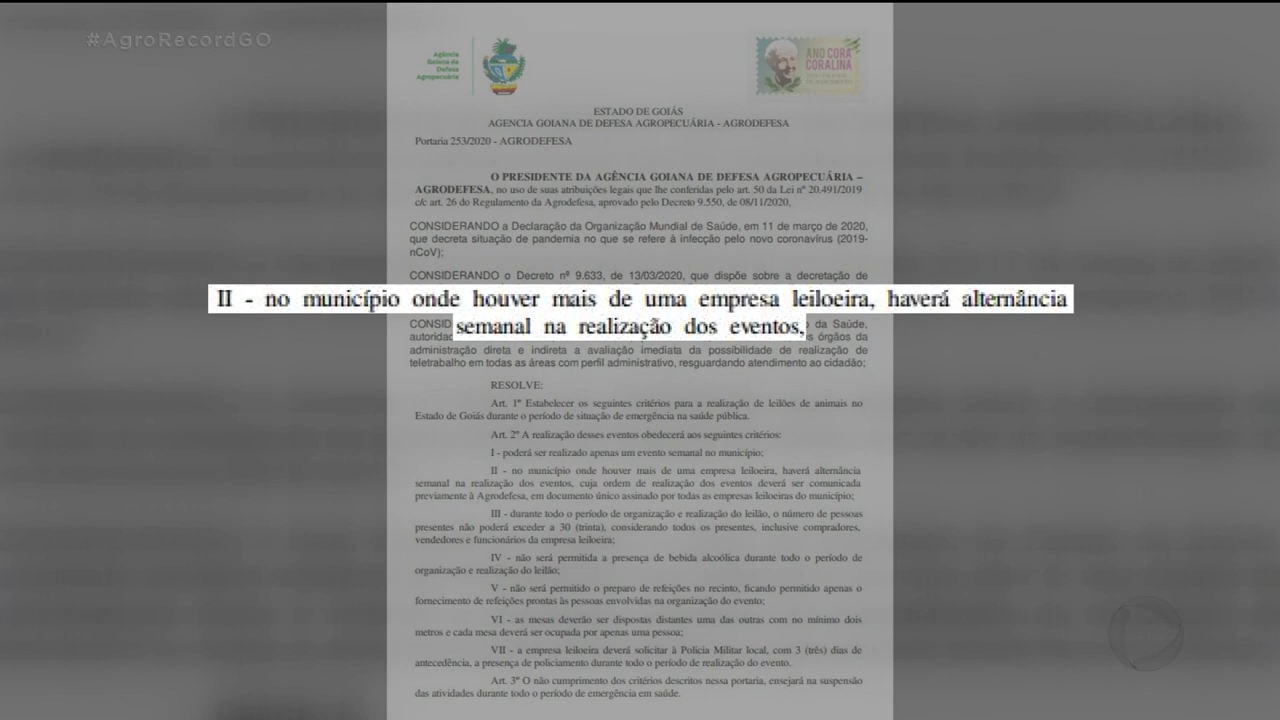 #AgroRecordGO
Agência
Goiana de
Defesa
Agropecuária
ANO CORA
CORALINA
ESTADO DE GOIÁS
AGENCIA GOIANA DE DEFESA AGROPECUÁRIA - AGRODEFESA
Portaria 253/2020 - AGRODEFESA
O PRESIDENTE DA AGÊNCIA GOIANA DE DEFESA AGROPECUÁRIA –
AGRODEFESA, no uso de suas atribuições legais que lhe conferidas pelo art. 50 da Lei nº 20.491/2019
c/c art. 26 do Regulamento da Agrodefesa, aprovado pelo Decreto 9.550, de 08/11/2020,
CONSIDERANDO a Declaração da Organização Mundial de Saúde, em 11 de março de 2020,
que decreta situação de pandemia no que se refere à infecção pelo novo coronavírus (2019-
nCoV);
CONSIDERANDO o Decreto nº 9.633, de 13/03/2020, que dispõe sobre a decretação de
II - no município onde houver mais de uma empresa leiloeira, haverá alternância
semanal na realização dos eventos,
da Saúde,
órgãos da
administração direta e indireta a avaliação imediata da possibilidade de realização de
teletrabalho em todas as áreas com perfil administrativo, resguardando atendimento ao cidadão;
RESOLVE:
Art. 1º Estabelecer os seguintes critérios para a realização de leilões de animais no
Estado de Goiás durante o período de situação de emergência na saúde pública.
Art. 2º A realização desses eventos obedecerá aos seguintes critérios:
I - poderá ser realizado apenas um evento semanal no município;
II - no município onde houver mais de uma empresa leiloeira, haverá alternância
semanal na realização dos eventos, cuja ordem de realização dos eventos deverá ser comunicada
previamente à Agrodefesa, em documento único assinado por todas as empresas leiloeiras do município;
III - durante todo o período de organização e realização do leilão, o número de pessoas
presentes não poderá exceder a 30 (trinta), considerando todos os presentes, inclusive compradores,
vendedores e funcionários da empresa leiloeira;
IV - não será permitida a presença de bebida alcoólica durante todo o período de
organização e realização do leilão;
V - não será permitido o preparo de refeições no recinto, ficando permitido apenas o
fornecimento de refeições prontas às pessoas envolvidas na organização do evento;
VI - as mesas deverão ser dispostas distantes uma das outras com no mínimo dois
metros e cada mesa deverá ser ocupada por apenas uma pessoa;
VII - a empresa leiloeira deverá solicitar à Policia Militar local, com 3 (três) dias de
antecedência, a presença de policiamento durante todo o período de realização do evento.
Art. 3º O não cumprimento dos critérios descritos nessa portaria, ensejará na suspensão
das atividades durante todo o período de emergência em saúde.